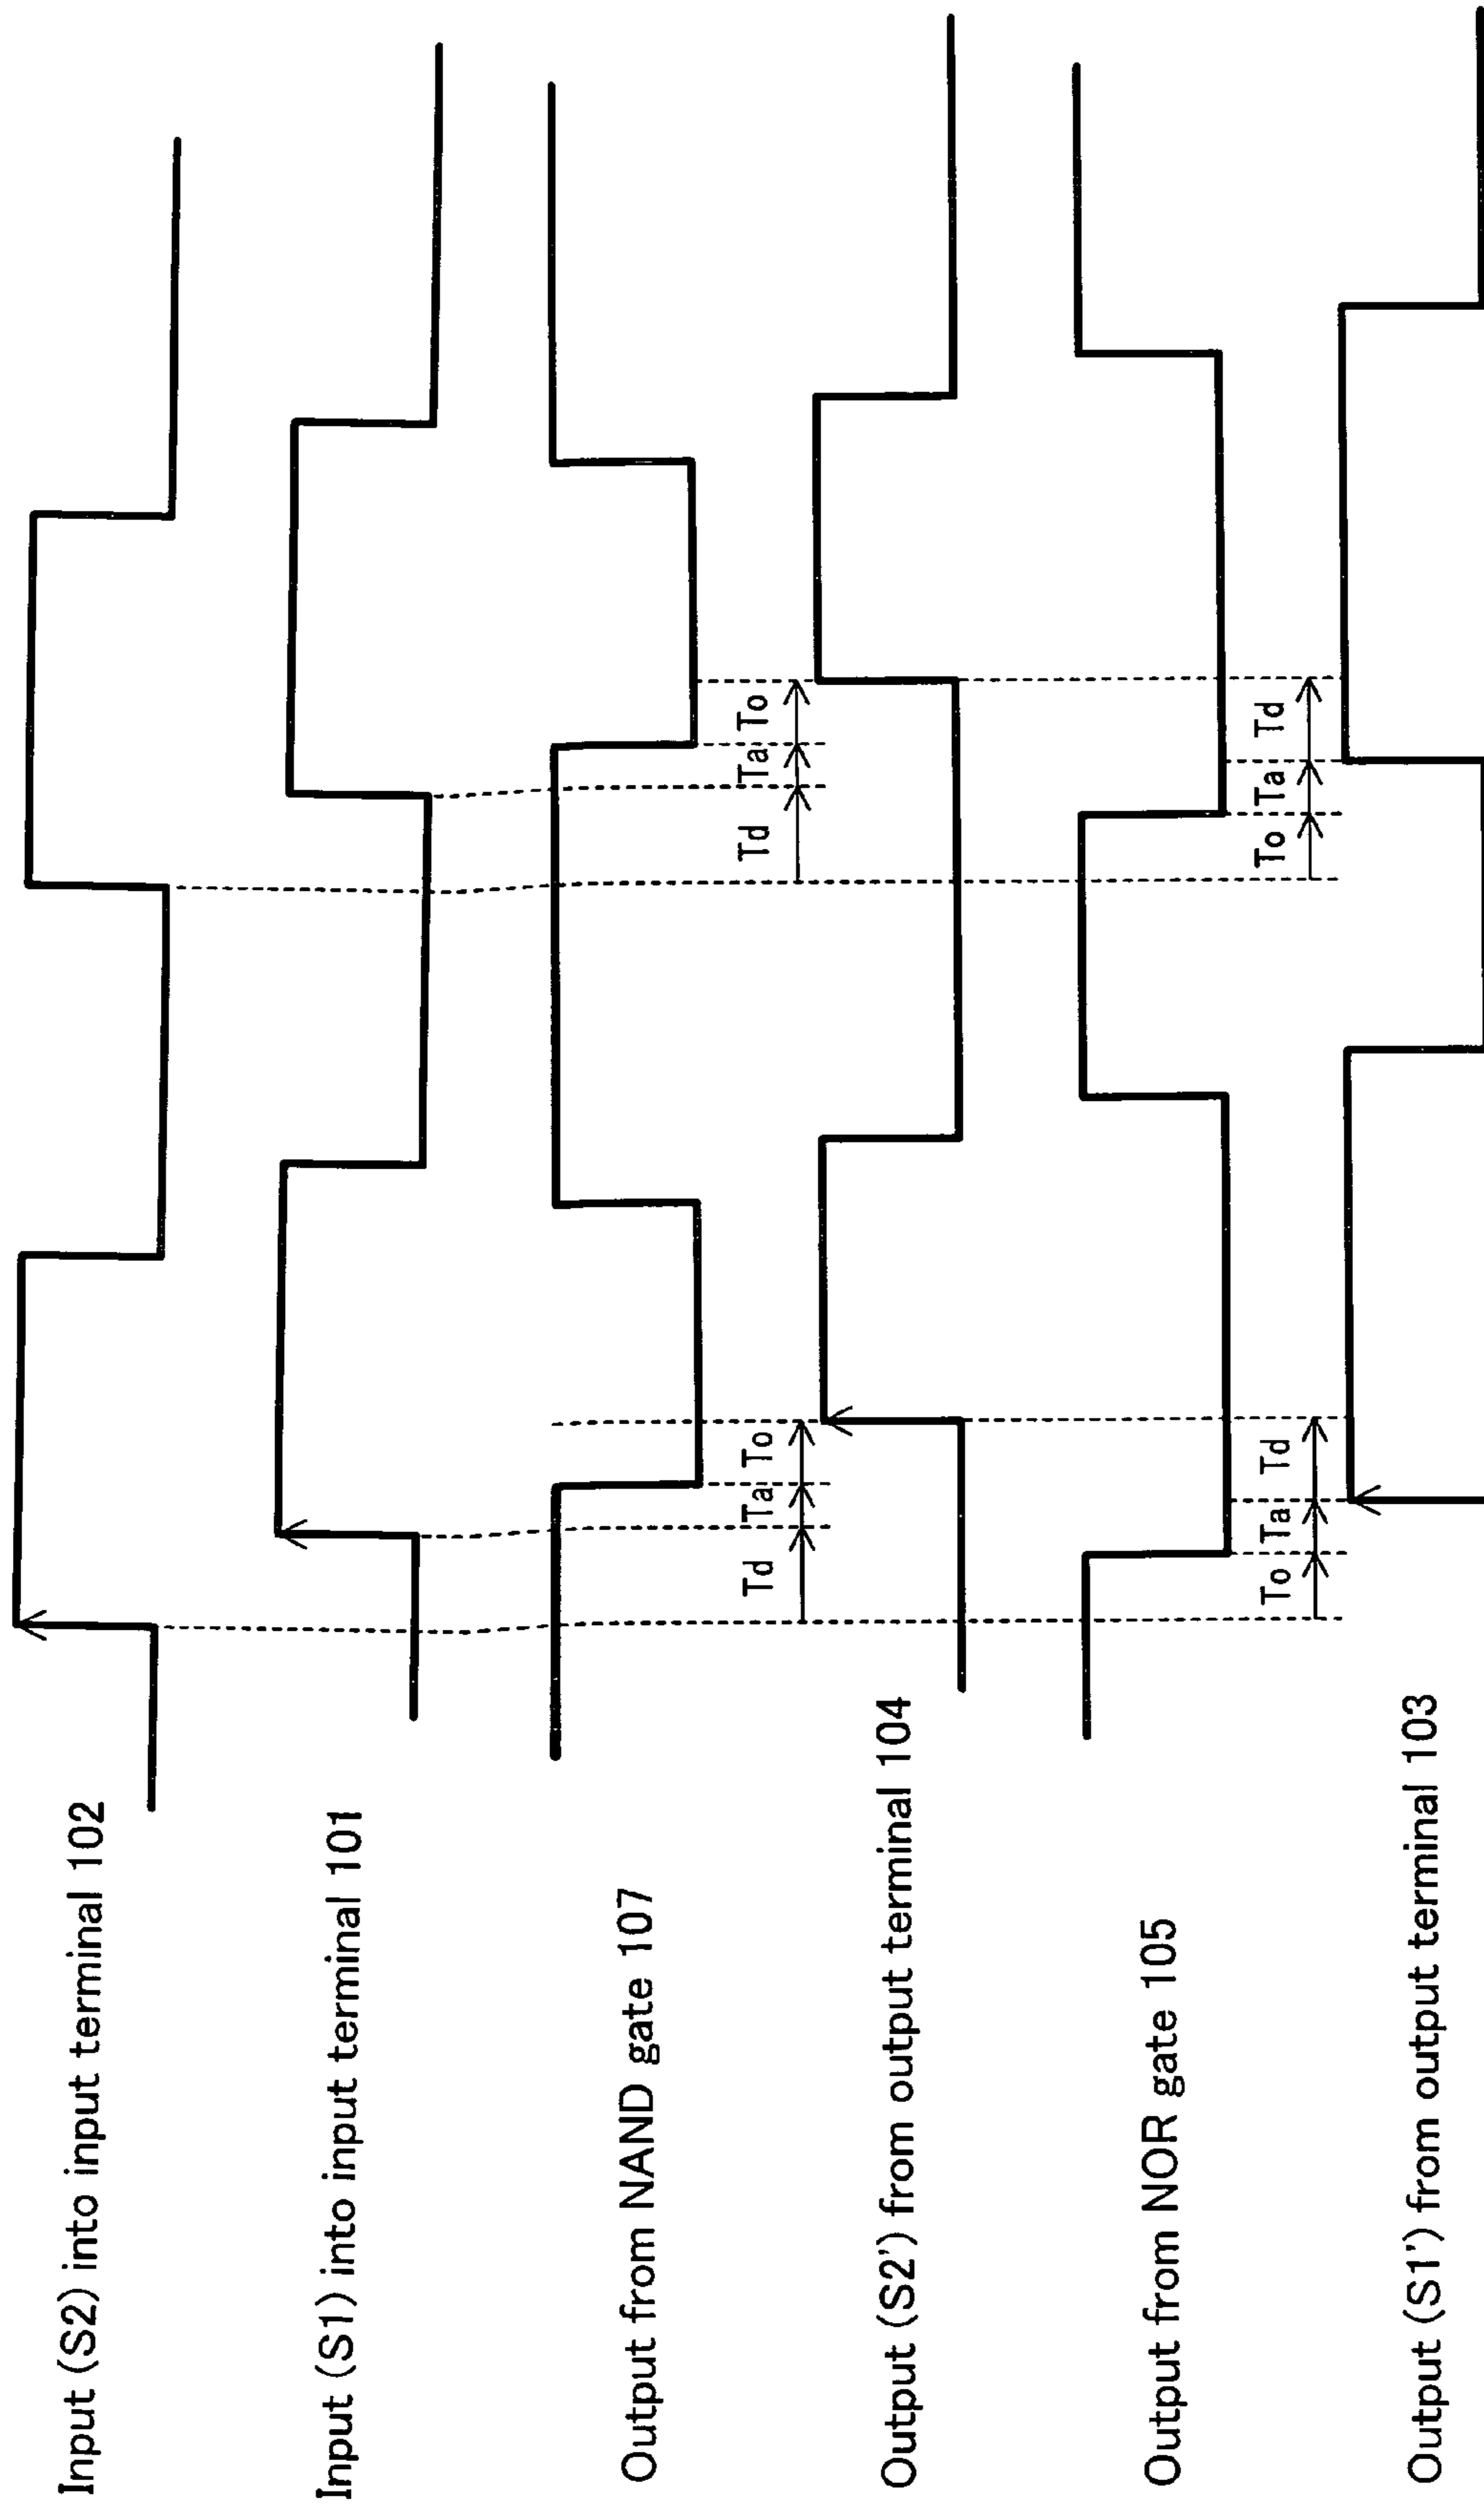 Input (S2) into input terminal 102
Input (S1) into input terminal 101
Output from NAND gate 107
Td Ta To
Td Ta To
Output (S2') from output terminal 104
Output from NOR gate 105
To Ta Td
To Ta Td
Output (S1') from output terminal 103